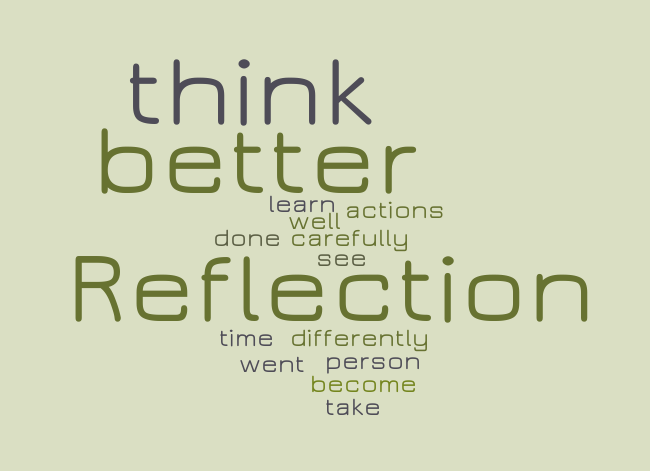 think
better
learn actions
well
done carefully
see
Reflection
time differently
went person
become
take